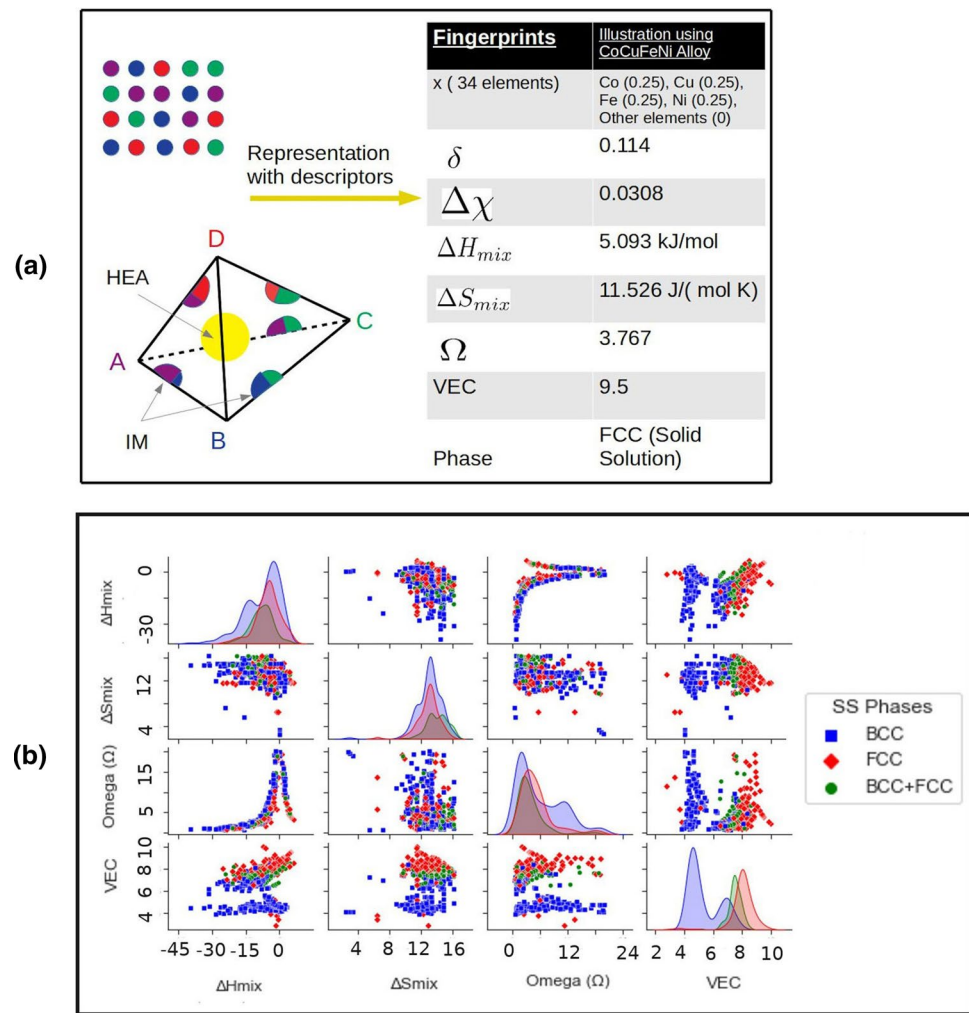 (a)
Representation
with descriptors
HEA
D
C
A
B
IM
Fingerprints
Illustration using
CoCuFeNi Alloy
x ( 34 elements)
Co (0.25), Cu (0.25),
Fe (0.25), Ni (0.25),
Other elements (0)
δ
0.114
Δχ
0.0308
ΔH_mix
5.093 kJ/mol
ΔS_mix
11.526 J/( mol K)
Ω
3.767
VEC
9.5
Phase
FCC (Solid
Solution)
(b)
ΔHmix
0
-30
ΔSmix
12
4
Omega (Ω)
15
5
VEC
10
8
6
4
-45 -30 -15 0
4 8 12 16
0 12 24
2 4 6 8 10
ΔHmix
ΔSmix
Omega (Ω)
VEC
SS Phases
BCC
FCC
BCC+FCC